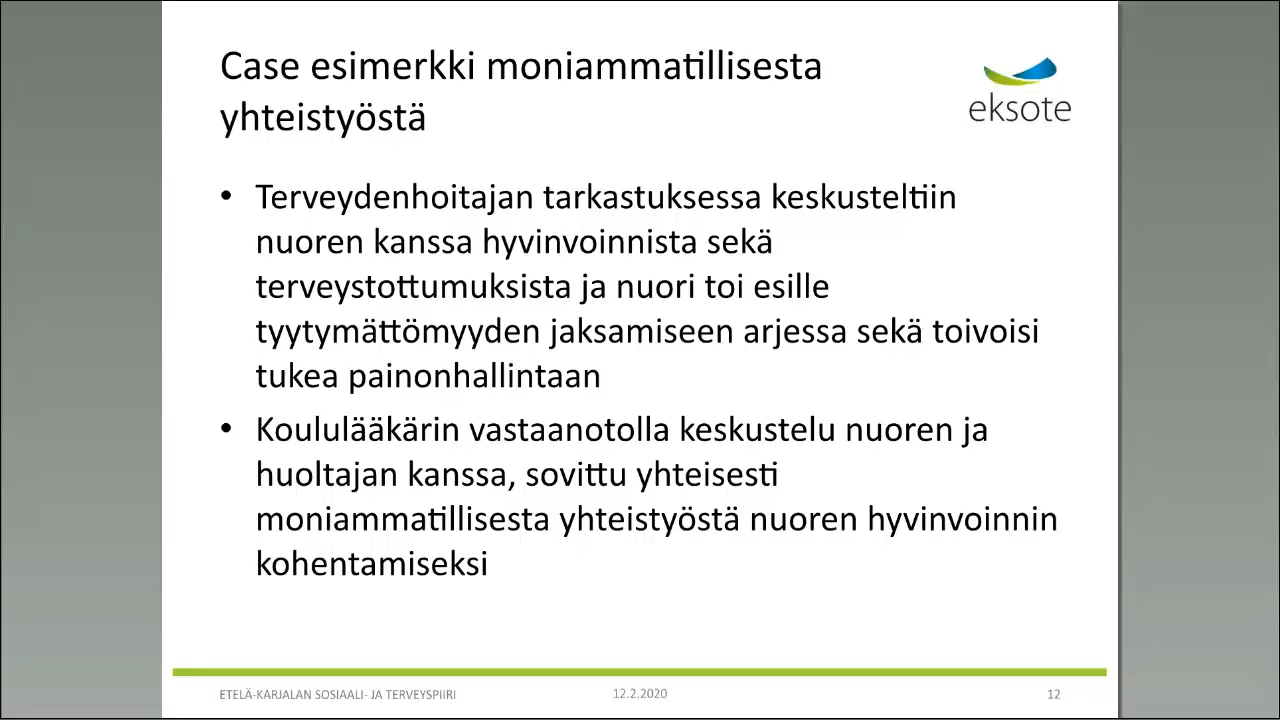 Case esimerkki moniammatillisesta
yhteistyöstä
eksote
• Terveydenhoitajan tarkastuksessa keskusteltiin
nuoren kanssa hyvinvoinnista sekä
terveystottumuksista ja nuori toi esille
tyytymättömyyden jaksamiseen arjessa sekä toivoisi
tukea painonhallintaan
• Koululääkärin vastaanotolla keskustelu nuoren ja
huoltajan kanssa, sovittu yhteisesti
moniammatillisesta yhteistyöstä nuoren hyvinvoinnin
kohentamiseksi
ETELÄ-KARJALAN SOSIAALI- JA TERVEYSPIIRI 12.2.2020 12